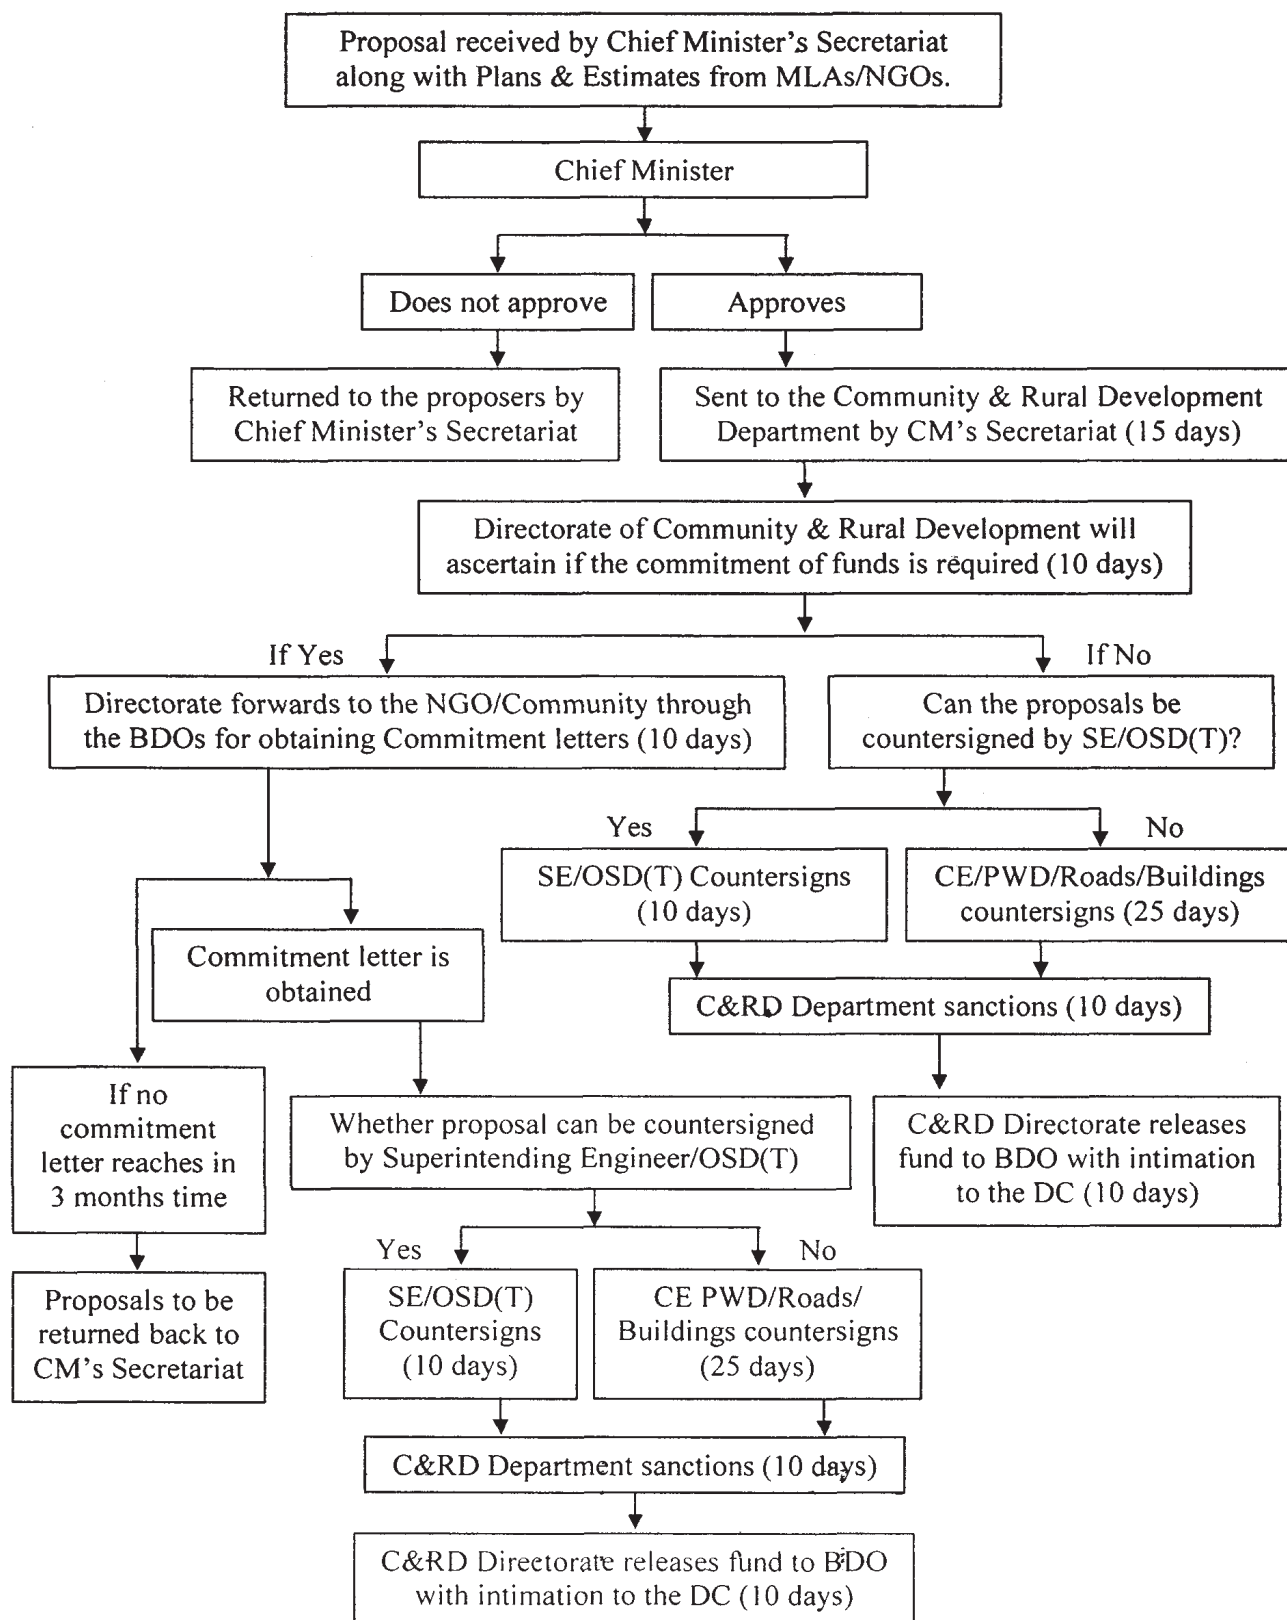 Proposal received by Chief Minister's Secretariat
along with Plans & Estimates from MLAs/NGOs.
Chief Minister
Does not approve
Approves
Returned to the proposers by
Chief Minister's Secretariat
Sent to the Community & Rural Development
Department by CM's Secretariat (15 days)
Directorate of Community & Rural Development will
ascertain if the commitment of funds is required (10 days)
If Yes
If No
Directorate forwards to the NGO/Community through
the BDOs for obtaining Commitment letters (10 days)
Can the proposals be
countersigned by SE/OSD(T)?
Yes
No
SE/OSD(T) Countersigns
(10 days)
CE/PWD/Roads/Buildings
countersigns (25 days)
Commitment letter is
obtained
C&RD Department sanctions (10 days)
If no
commitment
letter reaches in
3 months time
Whether proposal can be countersigned
by Superintending Engineer/OSD(T)
C&RD Directorate releases
fund to BDO with intimation
to the DC (10 days)
Yes
No
Proposals to be
returned back to
CM's Secretariat
SE/OSD(T)
Countersigns
(10 days)
CE PWD/Roads/
Buildings countersigns
(25 days)
C&RD Department sanctions (10 days)
C&RD Directorate releases fund to BDO
with intimation to the DC (10 days)